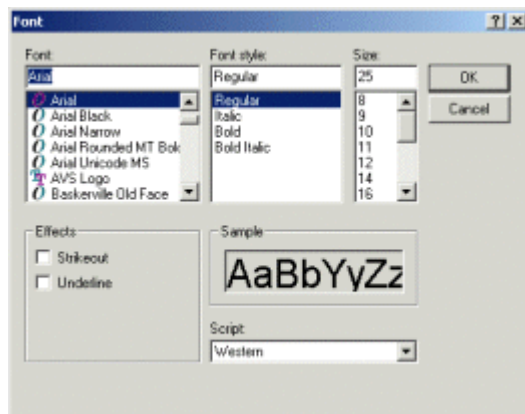 Font
Font:
Font style:
Size:
Arial
Regular
25
OK
Cancel
Arial
Arial Black
Arial Narrow
Arial Rounded MT Bold
Arial Unicode MS
AVS Logo
Baskerville Old Face
Regular
Italic
Bold
Bold Italic
8
9
10
11
12
14
16
Effects
Strikeout
Underline
Sample
AaBbYyZz
Script:
Western